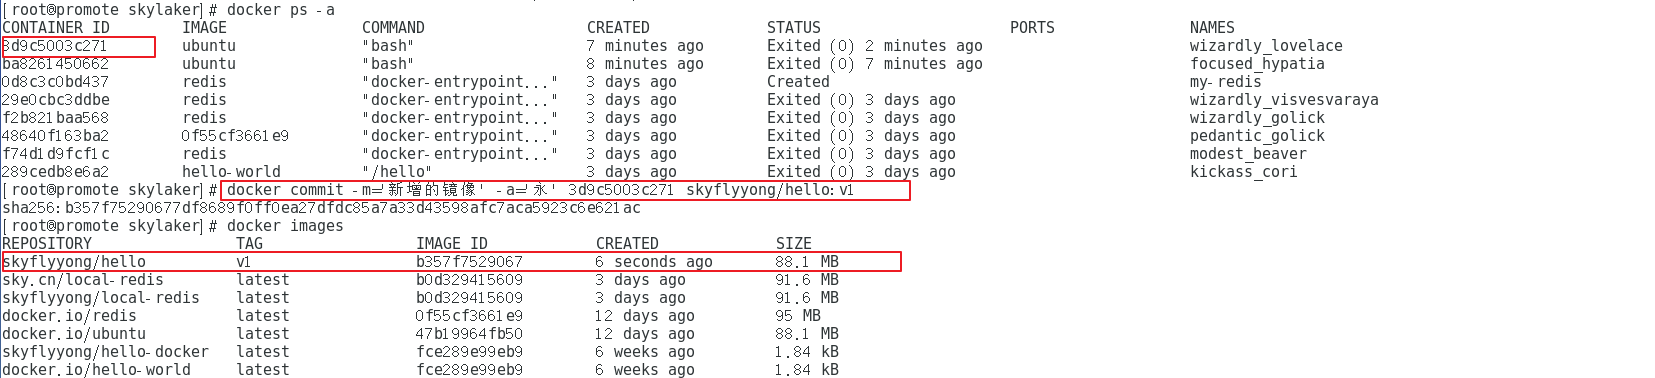 [root@promote skylaker]# docker ps -a
CONTAINER ID IMAGE COMMAND CREATED STATUS PORTS NAMES
3d9c5003c271 ubuntu "bash" 7 minutes ago Exited (0) 2 minutes ago wizardly_lovelace
ba8261450662 ubuntu "bash" 8 minutes ago Exited (0) 7 minutes ago focused_hypatia
0d8c3c0bd437 redis "docker-entrypoint..." 3 days ago Created my-redis
29e0cbc3ddbe redis "docker-entrypoint..." 3 days ago Exited (0) 3 days ago wizardly_visvesvaraya
f2b821baa568 redis "docker-entrypoint..." 3 days ago Exited (0) 3 days ago wizardly_golick
48640f163ba2 0f55cf3661e9 "docker-entrypoint..." 3 days ago Exited (0) 3 days ago pedantic_golick
f74d1d9fcf1c redis "docker-entrypoint..." 3 days ago Exited (0) 3 days ago modest_beaver
289cedb8e6a2 hello-world "/hello" 3 days ago Exited (0) 3 days ago kickass_cori
[root@promote skylaker]# docker commit -m='新增的镜像' -a='永' 3d9c5003c271 skyflyyong/hello:v1
sha256:b357f75290677df8689f0ff0ea27dfdc85a7a33d43598afc7aca5923c6e621ac
[root@promote skylaker]# docker images
REPOSITORY TAG IMAGE ID CREATED SIZE
skyflyyong/hello v1 b357f7529067 6 seconds ago 88.1 MB
sky.cn/local-redis latest b0d329415609 3 days ago 91.6 MB
skyflyyong/local-redis latest b0d329415609 3 days ago 91.6 MB
docker.io/redis latest 0f55cf3661e9 12 days ago 95 MB
docker.io/ubuntu latest 47b19964fb50 12 days ago 88.1 MB
skyflyyong/hello-docker latest fce289e99eb9 6 weeks ago 1.84 kB
docker.io/hello-world latest fce289e99eb9 6 weeks ago 1.84 kB